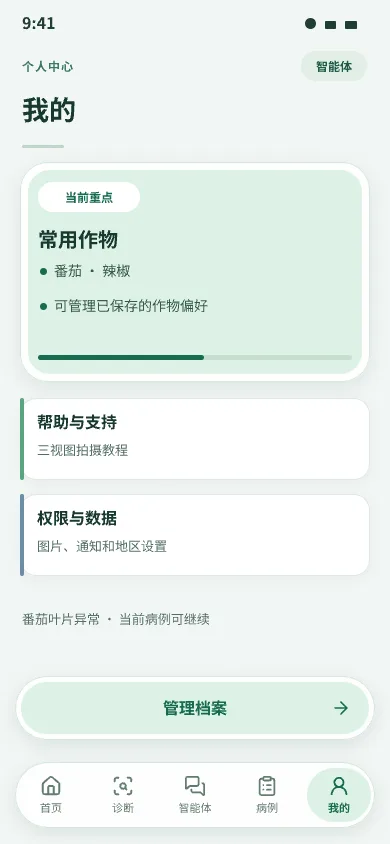 9:41
个人中心
智能体
我的
当前重点
常用作物
番茄 · 辣椒
可管理已保存的作物偏好
帮助与支持
三视图拍摄教程
权限与数据
图片、通知和地区设置
番茄叶片异常 · 当前病例可继续
管理档案
首页
诊断
智能体
病例
我的